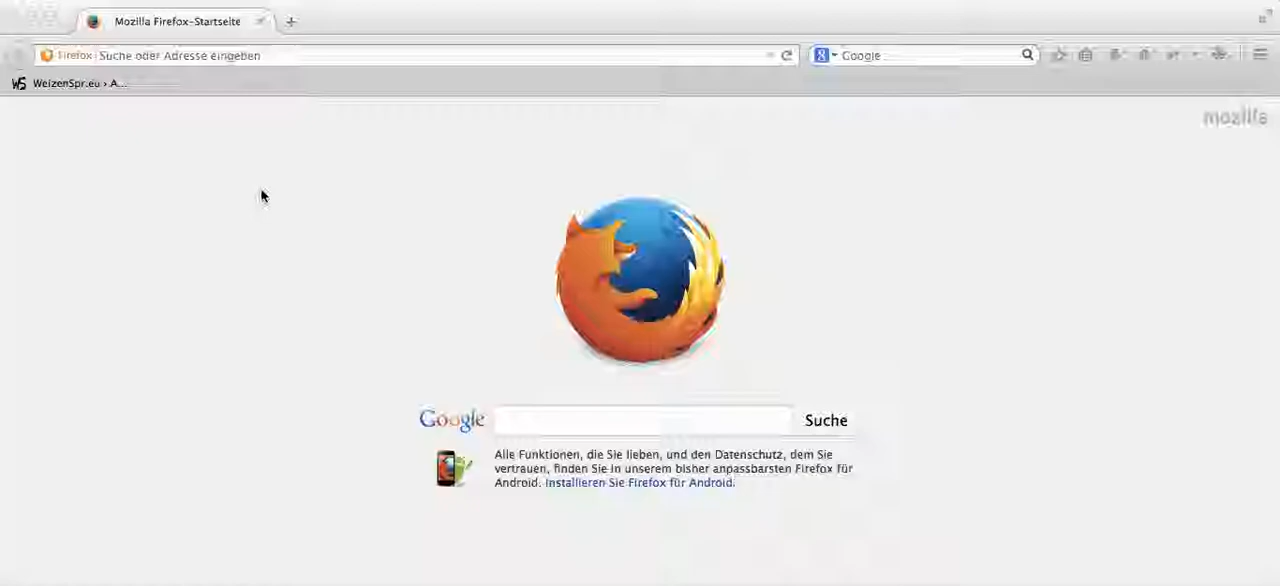 Mozilla Firefox-Startseite
Firefox Suche oder Adresse eingeben
Google
WeizenSpr.eu › A...
mozilla
Google
Suche
Alle Funktionen, die Sie lieben, und den Datenschutz, dem Sie
vertrauen, finden Sie in unserem bisher anpassbarsten Firefox für
Android. Installieren Sie Firefox für Android.